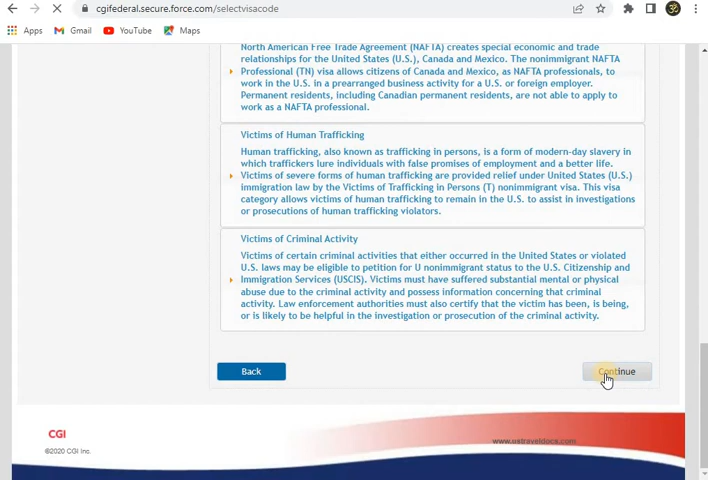 cgifederal.secure.force.com/selectvisacode
Apps
Gmail
YouTube
Maps
North American Free Trade Agreement (NAFTA) creates special economic and trade
relationships for the United States (U.S.), Canada and Mexico. The nonimmigrant NAFTA
Professional (TN) visa allows citizens of Canada and Mexico, as NAFTA professionals, to
work in the U.S. in a prearranged business activity for a U.S. or foreign employer.
Permanent residents, including Canadian permanent residents, are not able to apply to
work as a NAFTA professional.
Victims of Human Trafficking
Human trafficking, also known as trafficking in persons, is a form of modern-day slavery in
which traffickers lure individuals with false promises of employment and a better life.
Victims of severe forms of human trafficking are provided relief under United States (U.S.)
immigration law by the Victims of Trafficking in Persons (T) nonimmigrant visa. This visa
category allows victims of human trafficking to remain in the U.S. to assist in investigations
or prosecutions of human trafficking violators.
Victims of Criminal Activity
Victims of certain criminal activities that either occurred in the United States or violated
U.S. laws may be eligible to petition for U nonimmigrant status to the U.S. Citizenship and
Immigration Services (USCIS). Victims must have suffered substantial mental or physical
abuse due to the criminal activity and possess information concerning that criminal
activity. Law enforcement authorities must also certify that the victim has been, is being,
or is likely to be helpful in the investigation or prosecution of the criminal activity.
Back
Continue
CGI
©2020 CGI Inc.
www.ustraveldocs.com